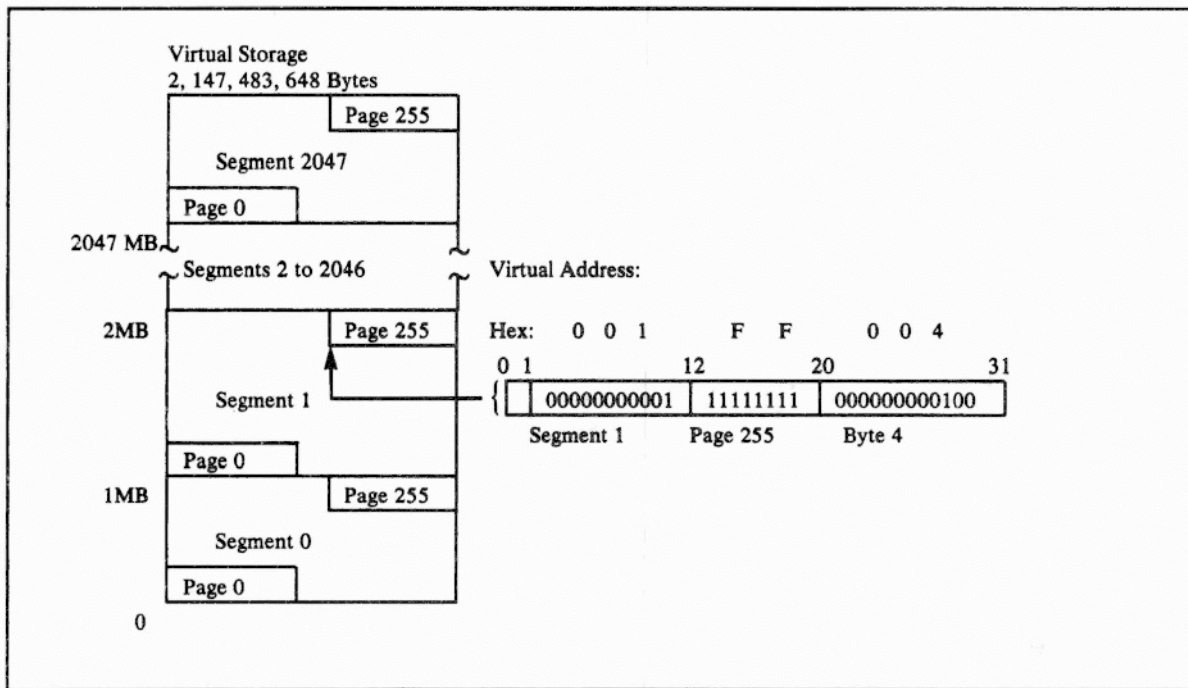 Virtual Storage
2, 147, 483, 648 Bytes
Page 255
Segment 2047
Page 0
2047 MB
Segments 2 to 2046
Virtual Address:
2MB
Page 255
Hex: 0 0 1 F F 0 0 4
0 1 12 20 31
Segment 1
00000000001 11111111 000000000100
Segment 1 Page 255 Byte 4
Page 0
1MB
Page 255
Segment 0
Page 0
0